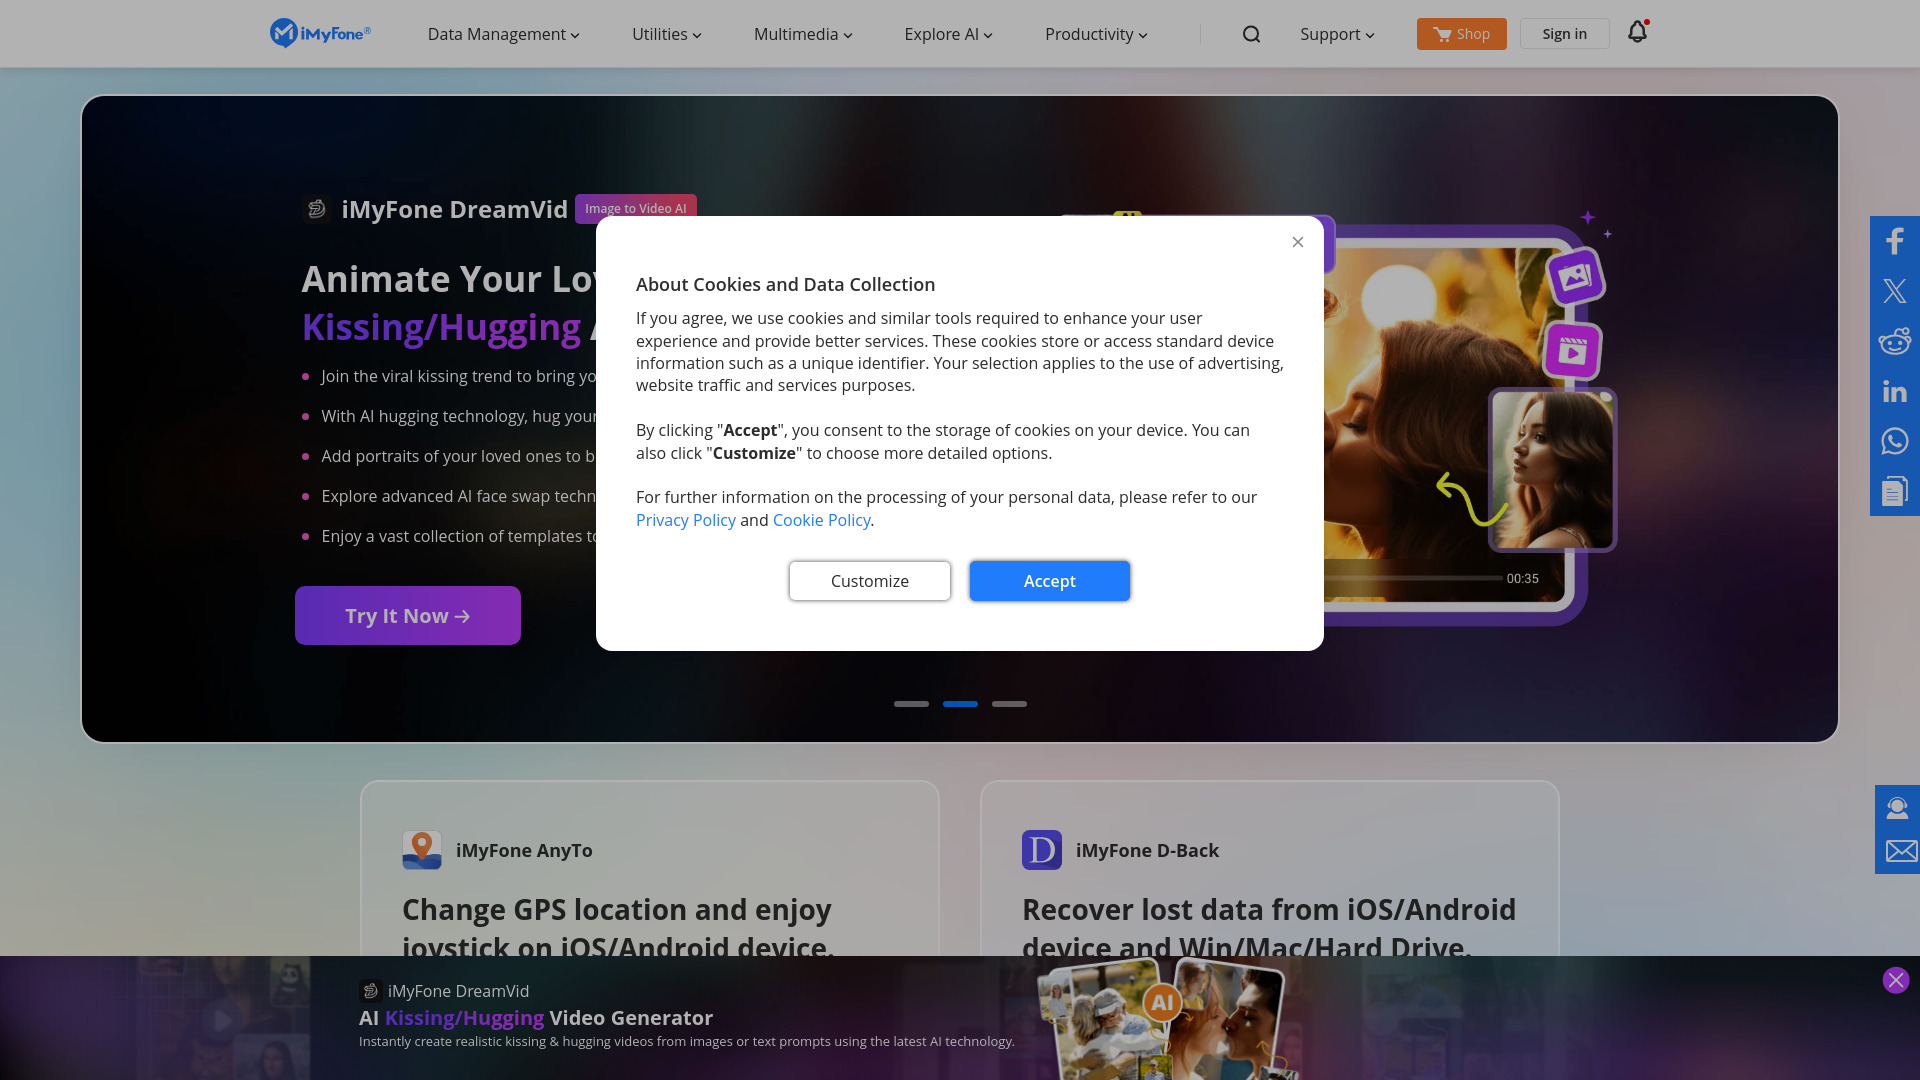 iMyFone®
Data Management
Utilities
Multimedia
Explore AI
Productivity
Support
Shop
Sign in
iMyFone DreamVid
Image to Video AI
Animate Your Lo
Kissing/Hugging
Join the viral kissing trend to bring yo
With AI hugging technology, hug your
Add portraits of your loved ones to b
Explore advanced AI face swap techn
Enjoy a vast collection of templates to
Try It Now
00:35
About Cookies and Data Collection
If you agree, we use cookies and similar tools required to enhance your user
experience and provide better services. These cookies store or access standard device
information such as a unique identifier. Your selection applies to the use of advertising,
website traffic and services purposes.
By clicking "Accept", you consent to the storage of cookies on your device. You can
also click "Customize" to choose more detailed options.
For further information on the processing of your personal data, please refer to our
Privacy Policy and Cookie Policy.
Customize
Accept
iMyFone AnyTo
Change GPS location and enjoy
joystick on iOS/Android device.
D
iMyFone D-Back
Recover lost data from iOS/Android
device and Win/Mac/Hard Drive.
iMyFone DreamVid
AI Kissing/Hugging Video Generator
Instantly create realistic kissing & hugging videos from images or text prompts using the latest AI technology.
AI